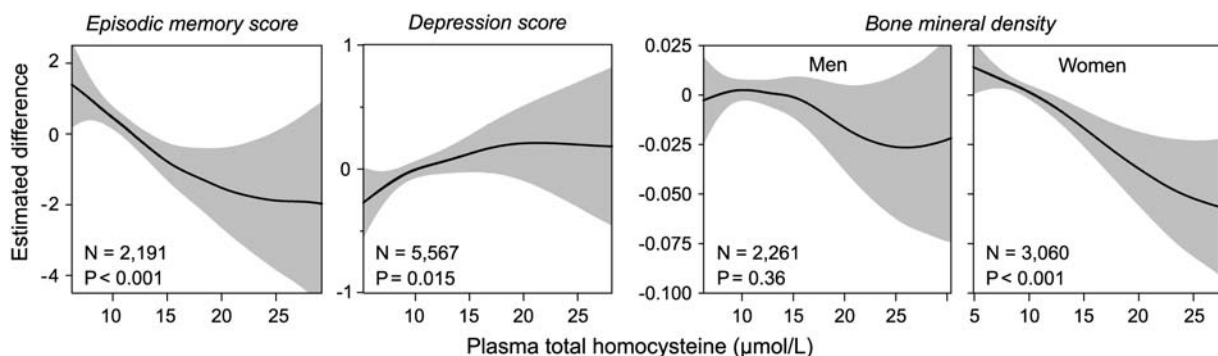 Episodic memory score
Depression score
Bone mineral density
Estimated difference
2
0
-2
-4
N = 2,191
P < 0.001
10 15 20 25
1
0
-1
N = 5,567
P = 0.015
10 15 20 25
0.025
0
-0.025
-0.050
-0.075
-0.100
Men
N = 2,261
P = 0.36
10 15 20 25
Women
N = 3,060
P < 0.001
5 10 15 20 25
Plasma total homocysteine (μmol/L)